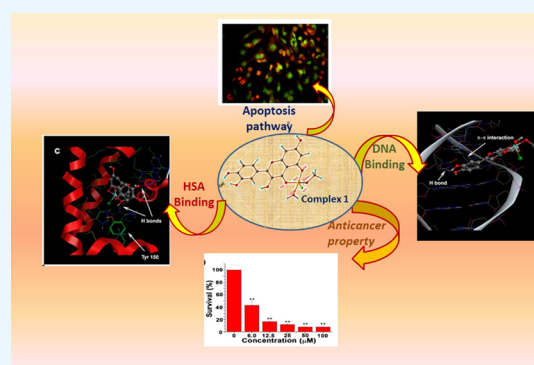 Apoptosis
pathway
DNA
Binding
π-π interaction
H bond
C
H bonds
Tyr 150
HSA
Binding
Complex 1
Anticancer
property
Survival (%)
100
80
60
40
20
0
**
**
**
**
**
0 6.0 12.5 25 50 100
Concentration (μM)